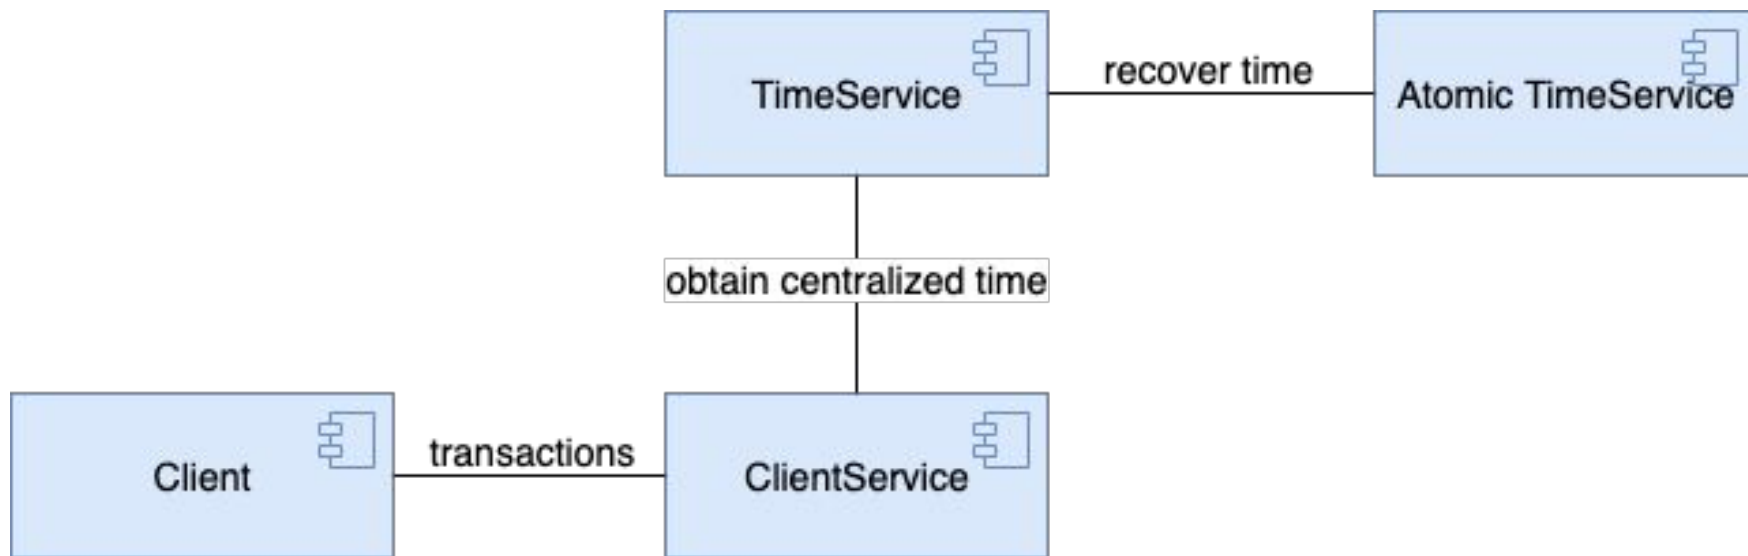 TimeService
recover time
Atomic TimeService
obtain centralized time
Client
transactions
ClientService